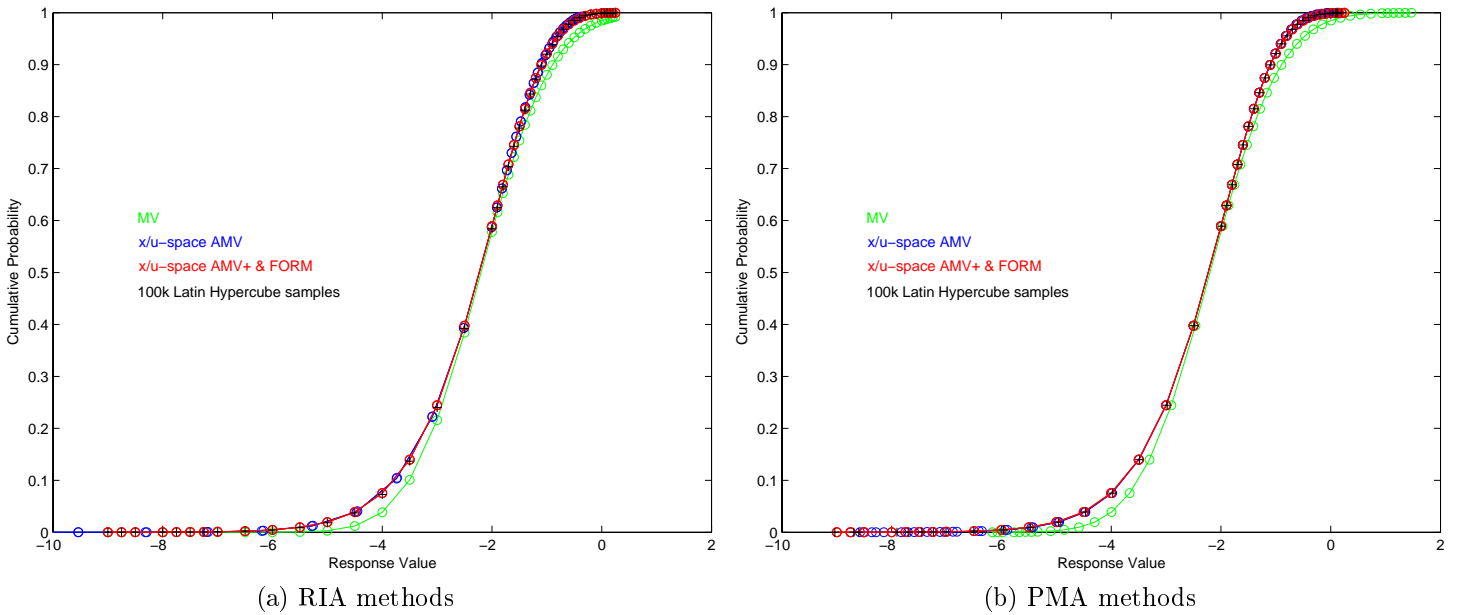 1
0.9
0.8
0.7
0.6
0.5
0.4
0.3
0.2
0.1
0
Cumulative Probability
MV
x/u−space AMV
x/u−space AMV+ & FORM
100k Latin Hypercube samples
−10
−8
−6
−4
−2
0
2
Response Value
(a) RIA methods
1
0.9
0.8
0.7
0.6
0.5
0.4
0.3
0.2
0.1
0
Cumulative Probability
MV
x/u−space AMV
x/u−space AMV+ & FORM
100k Latin Hypercube samples
−10
−8
−6
−4
−2
0
2
Response Value
(b) PMA methods